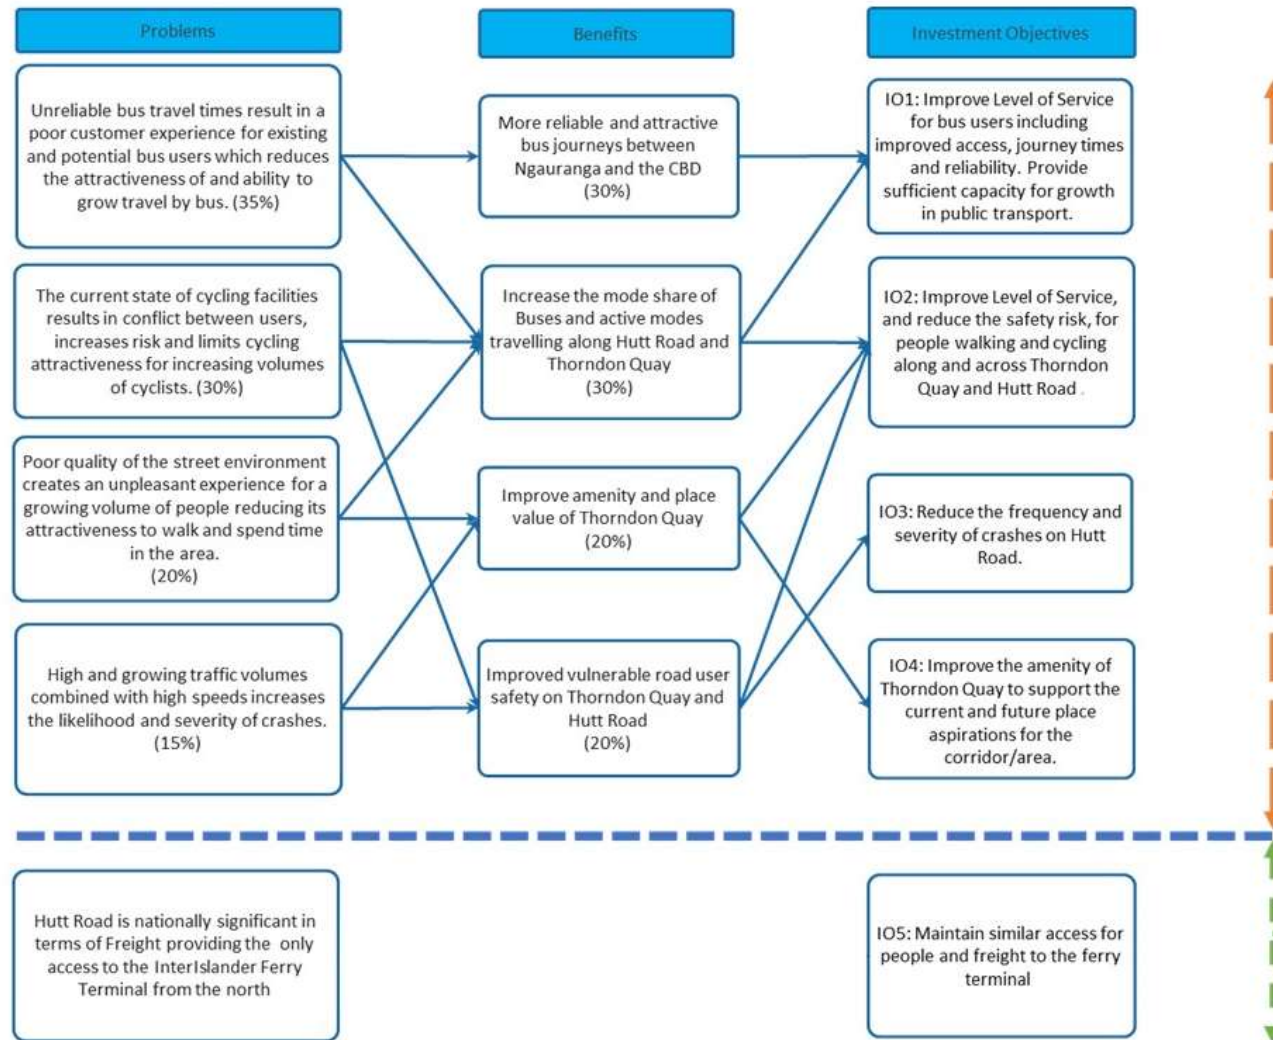 Problems
Benefits
Investment Objectives
Unreliable bus travel times result in a
poor customer experience for existing
and potential bus users which reduces
the attractiveness of and ability to
grow travel by bus. (35%)
The current state of cycling facilities
results in conflict between users,
increases risk and limits cycling
attractiveness for increasing volumes
of cyclists. (30%)
Poor quality of the street environment
creates an unpleasant experience for a
growing volume of people reducing its
attractiveness to walk and spend time
in the area.
(20%)
High and growing traffic volumes
combined with high speeds increases
the likelihood and severity of crashes.
(15%)
More reliable and attractive
bus journeys between
Ngauranga and the CBD
(30%)
Increase the mode share of
Buses and active modes
travelling along Hutt Road and
Thorndon Quay
(30%)
Improve amenity and place
value of Thorndon Quay
(20%)
Improved vulnerable road user
safety on Thorndon Quay and
Hutt Road
(20%)
IO1: Improve Level of Service
for bus users including
improved access, journey times
and reliability. Provide
sufficient capacity for growth
in public transport.
IO2: Improve Level of Service,
and reduce the safety risk, for
people walking and cycling
along and across Thorndon
Quay and Hutt Road .
IO3: Reduce the frequency and
severity of crashes on Hutt
Road.
IO4: Improve the amenity of
Thorndon Quay to support the
current and future place
aspirations for the
corridor/area.
Hutt Road is nationally significant in
terms of Freight providing the only
access to the InterIslander Ferry
Terminal from the north
IO5: Maintain similar access for
people and freight to the ferry
terminal